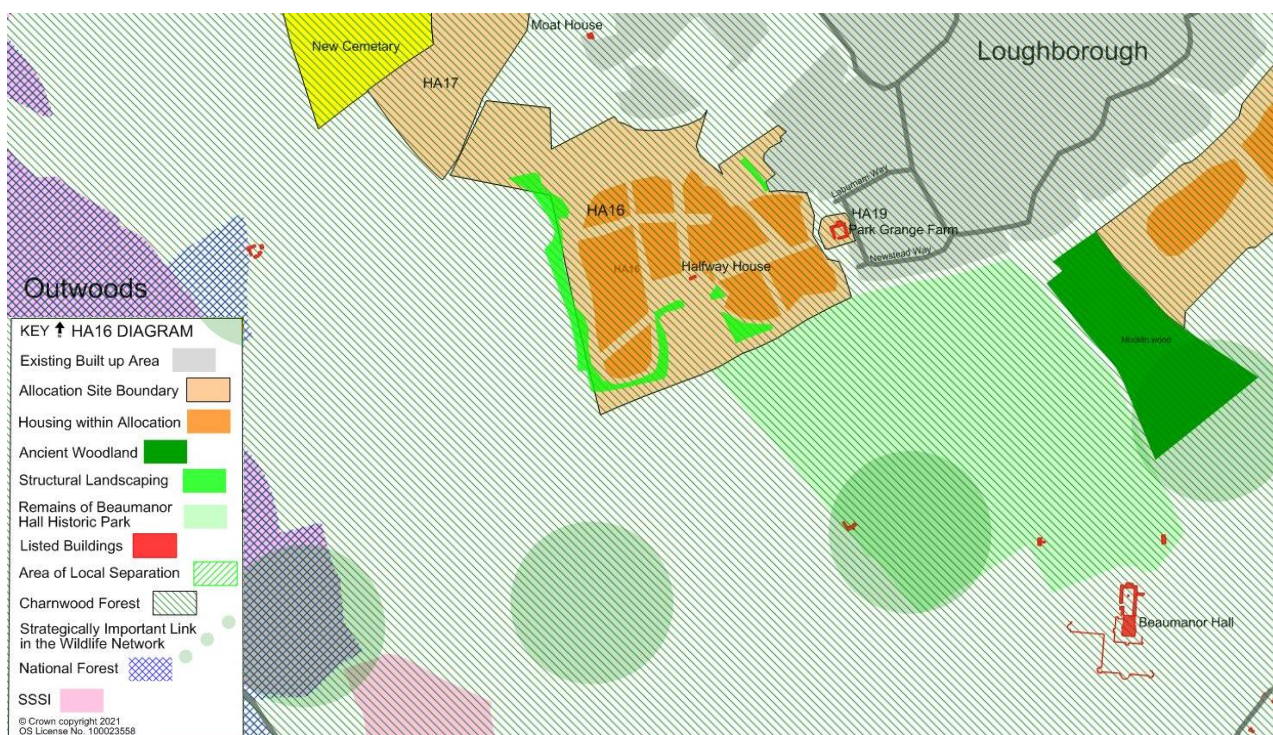 Moat House
New Cemetary
Loughborough
HA17
Laburnam Way
HA16
HA19
Park Grange Farm
Newstead Way
HA16
Halfway House
Outwoods
Mucklin wood
KEY ↑ HA16 DIAGRAM
Existing Built up Area
Allocation Site Boundary
Housing within Allocation
Ancient Woodland
Structural Landscaping
Remains of Beaumanor
Hall Historic Park
Listed Buildings
Area of Local Separation
Charnwood Forest
Strategically Important Link
in the Wildlife Network
National Forest
SSSI
© Crown copyright 2021
OS License No. 100023558
Beaumanor Hall